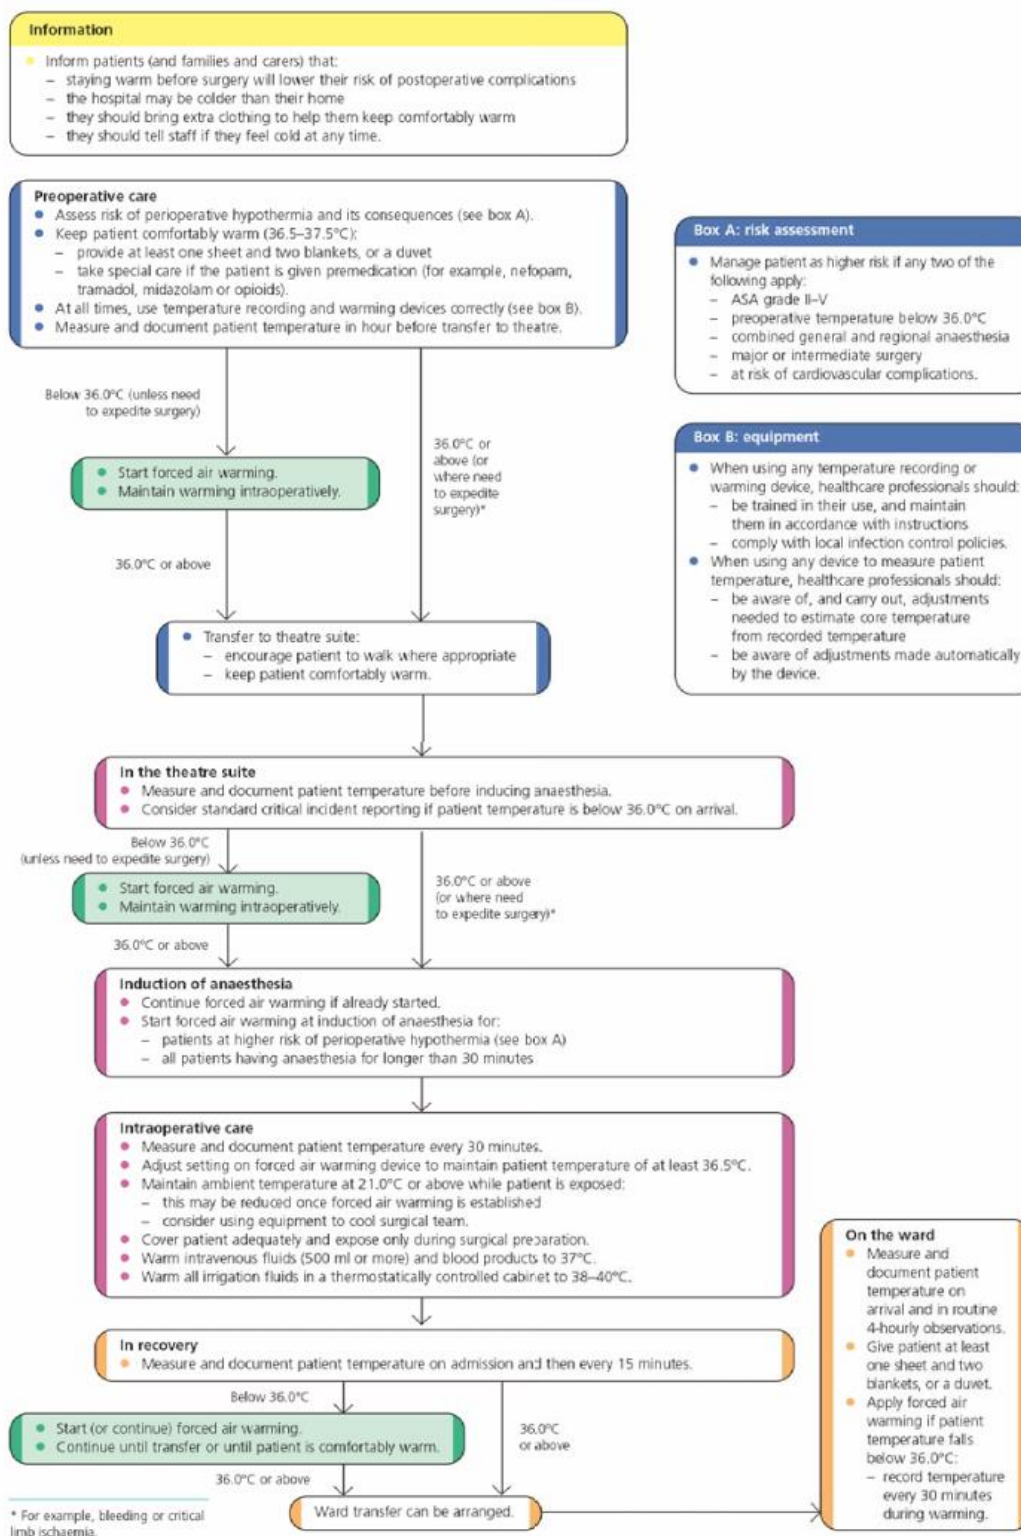 Information
Inform patients (and families and carers) that:
– staying warm before surgery will lower their risk of postoperative complications
– the hospital may be colder than their home
– they should bring extra clothing to help them keep comfortably warm
– they should tell staff if they feel cold at any time.
Preoperative care
Assess risk of perioperative hypothermia and its consequences (see box A).
Keep patient comfortably warm (36.5–37.5°C):
– provide at least one sheet and two blankets, or a duvet
– take special care if the patient is given premedication (for example, nefopam,
tramadol, midazolam or opioids).
At all times, use temperature recording and warming devices correctly (see box B).
Measure and document patient temperature in hour before transfer to theatre.
Box A: risk assessment
Manage patient as higher risk if any two of the
following apply:
– ASA grade II–V
– preoperative temperature below 36.0°C
– combined general and regional anaesthesia
– major or intermediate surgery
– at risk of cardiovascular complications.
Below 36.0°C (unless need
to expedite surgery)
36.0°C or
above (or
where need
to expedite
surgery)*
Start forced air warming.
Maintain warming intraoperatively.
36.0°C or above
Box B: equipment
When using any temperature recording or
warming device, healthcare professionals should:
– be trained in their use, and maintain
them in accordance with instructions
– comply with local infection control policies.
When using any device to measure patient
temperature, healthcare professionals should:
– be aware of, and carry out, adjustments
needed to estimate core temperature
from recorded temperature
– be aware of adjustments made automatically
by the device.
Transfer to theatre suite:
– encourage patient to walk where appropriate
– keep patient comfortably warm.
In the theatre suite
Measure and document patient temperature before inducing anaesthesia.
Consider standard critical incident reporting if patient temperature is below 36.0°C on arrival.
Below 36.0°C
(unless need to expedite surgery)
Start forced air warming.
Maintain warming intraoperatively.
36.0°C or above
(or where need
to expedite surgery)*
36.0°C or above
Induction of anaesthesia
Continue forced air warming if already started.
Start forced air warming at induction of anaesthesia for:
– patients at higher risk of perioperative hypothermia (see box A)
– all patients having anaesthesia for longer than 30 minutes
Intraoperative care
Measure and document patient temperature every 30 minutes.
Adjust setting on forced air warming device to maintain patient temperature of at least 36.5°C.
Maintain ambient temperature at 21.0°C or above while patient is exposed:
– this may be reduced once forced air warming is established
– consider using equipment to cool surgical team.
Cover patient adequately and expose only during surgical preparation.
Warm intravenous fluids (500 ml or more) and blood products to 37°C.
Warm all irrigation fluids in a thermostatically controlled cabinet to 38–40°C.
In recovery
Measure and document patient temperature on admission and then every 15 minutes.
Below 36.0°C
Start (or continue) forced air warming.
Continue until transfer or until patient is comfortably warm.
36.0°C
or above
36.0°C or above
Ward transfer can be arranged.
On the ward
Measure and
document patient
temperature on
arrival and in routine
4-hourly observations.
Give patient at least
one sheet and two
blankets, or a duvet.
Apply forced air
warming if patient
temperature falls
below 36.0°C:
– record temperature
every 30 minutes
during warming.
* For example, bleeding or critical
limb ischaemia.